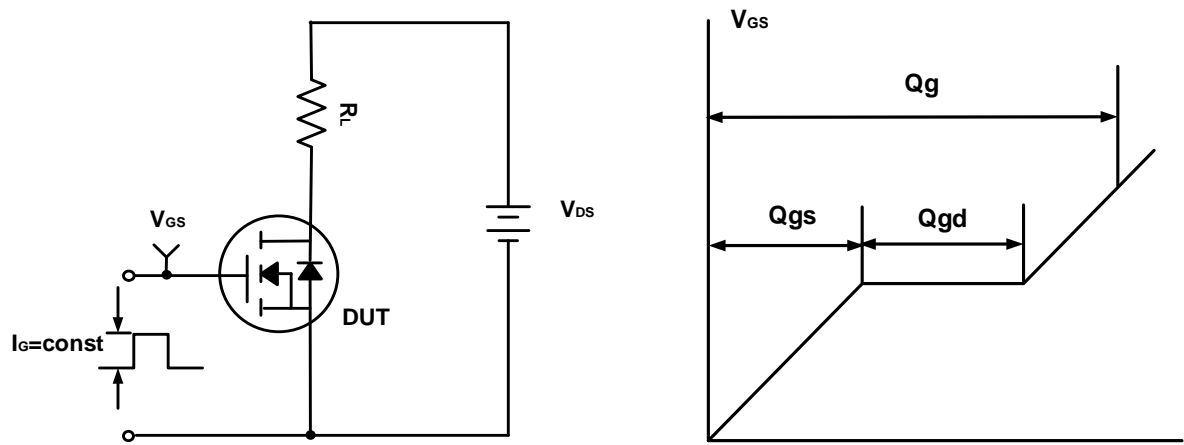 RL
VDS
VGS
DUT
IG=const
VGS
Qg
Qgs
Qgd